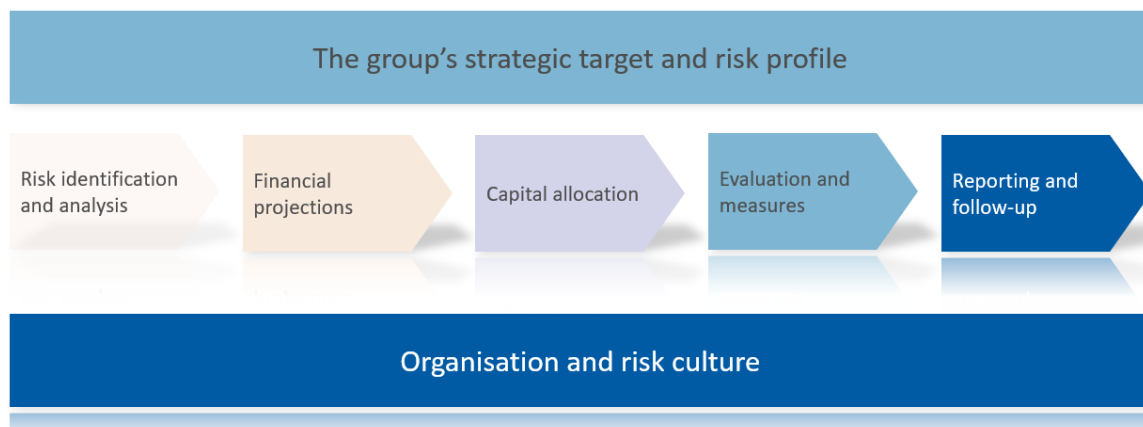 The group’s strategic target and risk profile
Risk identification
and analysis
Financial
projections
Capital allocation
Evaluation and
measures
Reporting and
follow-up
Organisation and risk culture